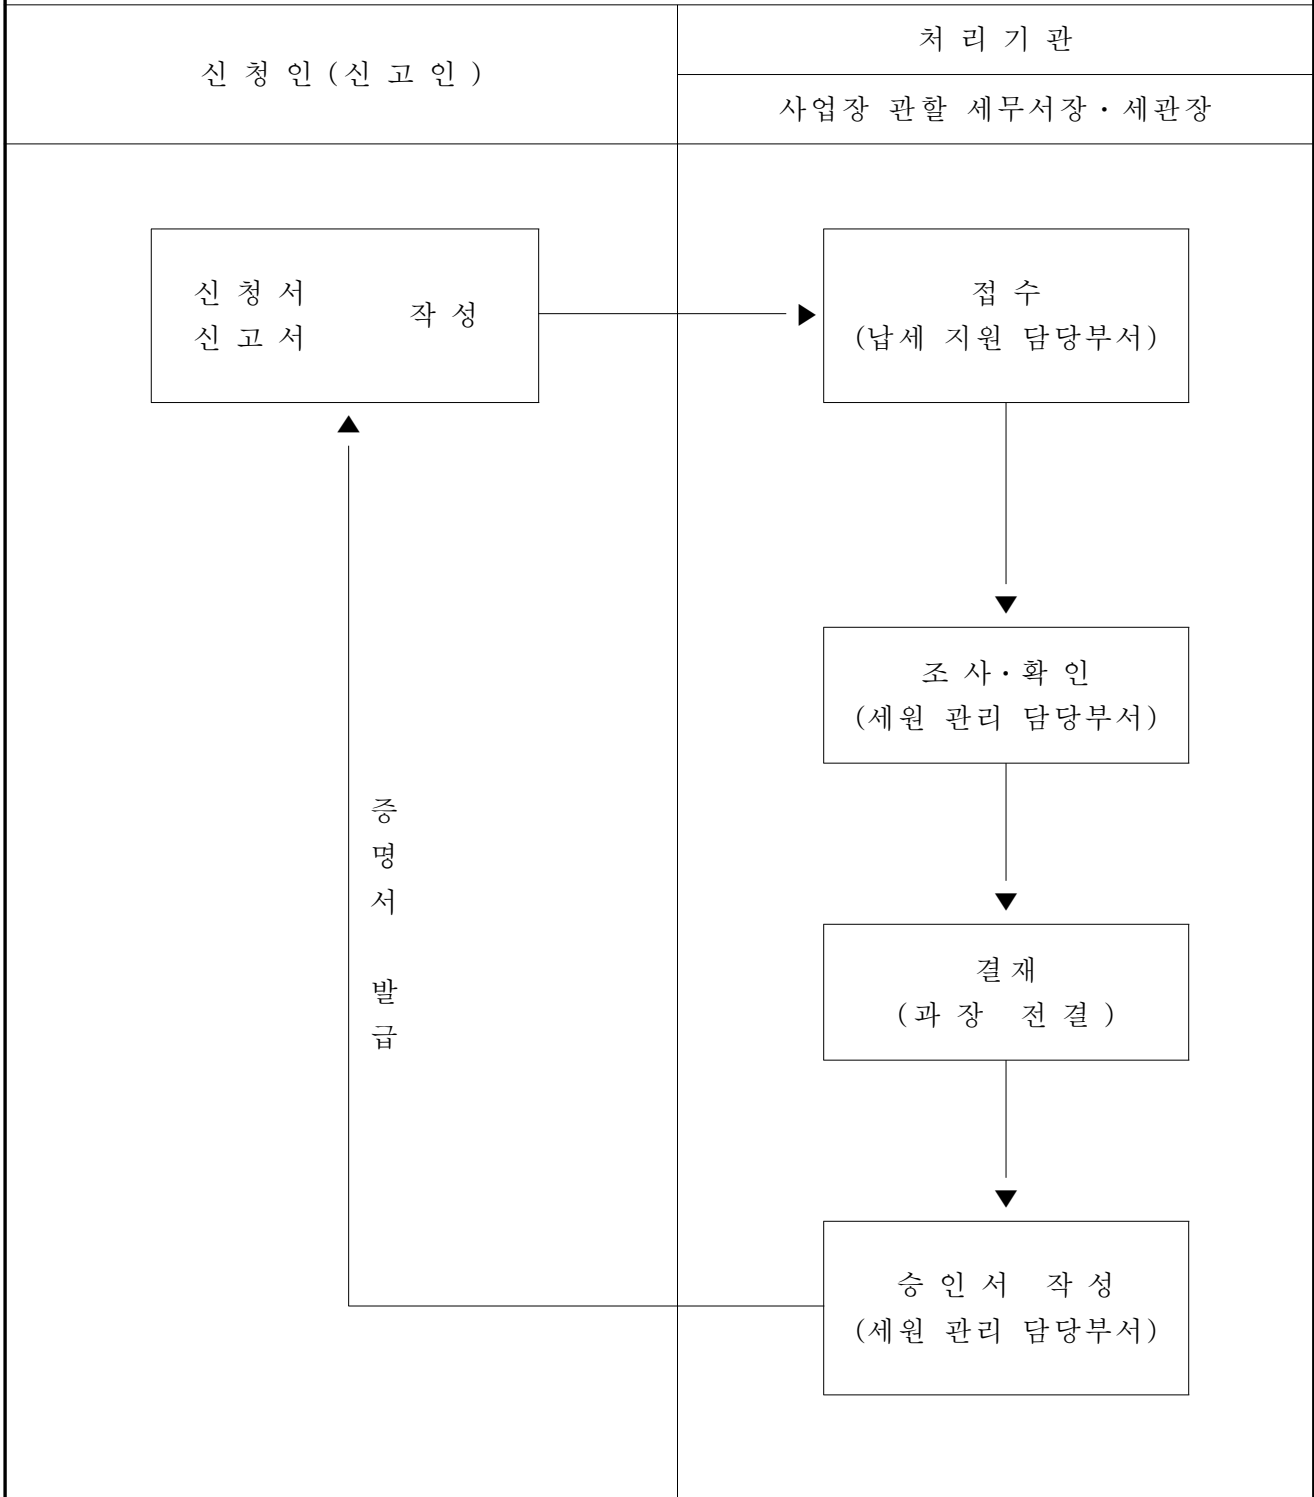 신 청 인 (신 고 인 )
처 리 기 관
사업장 관할 세무서장·세관장
신 청 서
신 고 서
작 성
접 수
(납세 지원 담당부서)
조 사·확 인
(세원 관리 담당부서)
증
명
서
발
급
결 재
(과 장 전 결 )
승 인 서 작 성
(세원 관리 담당부서)